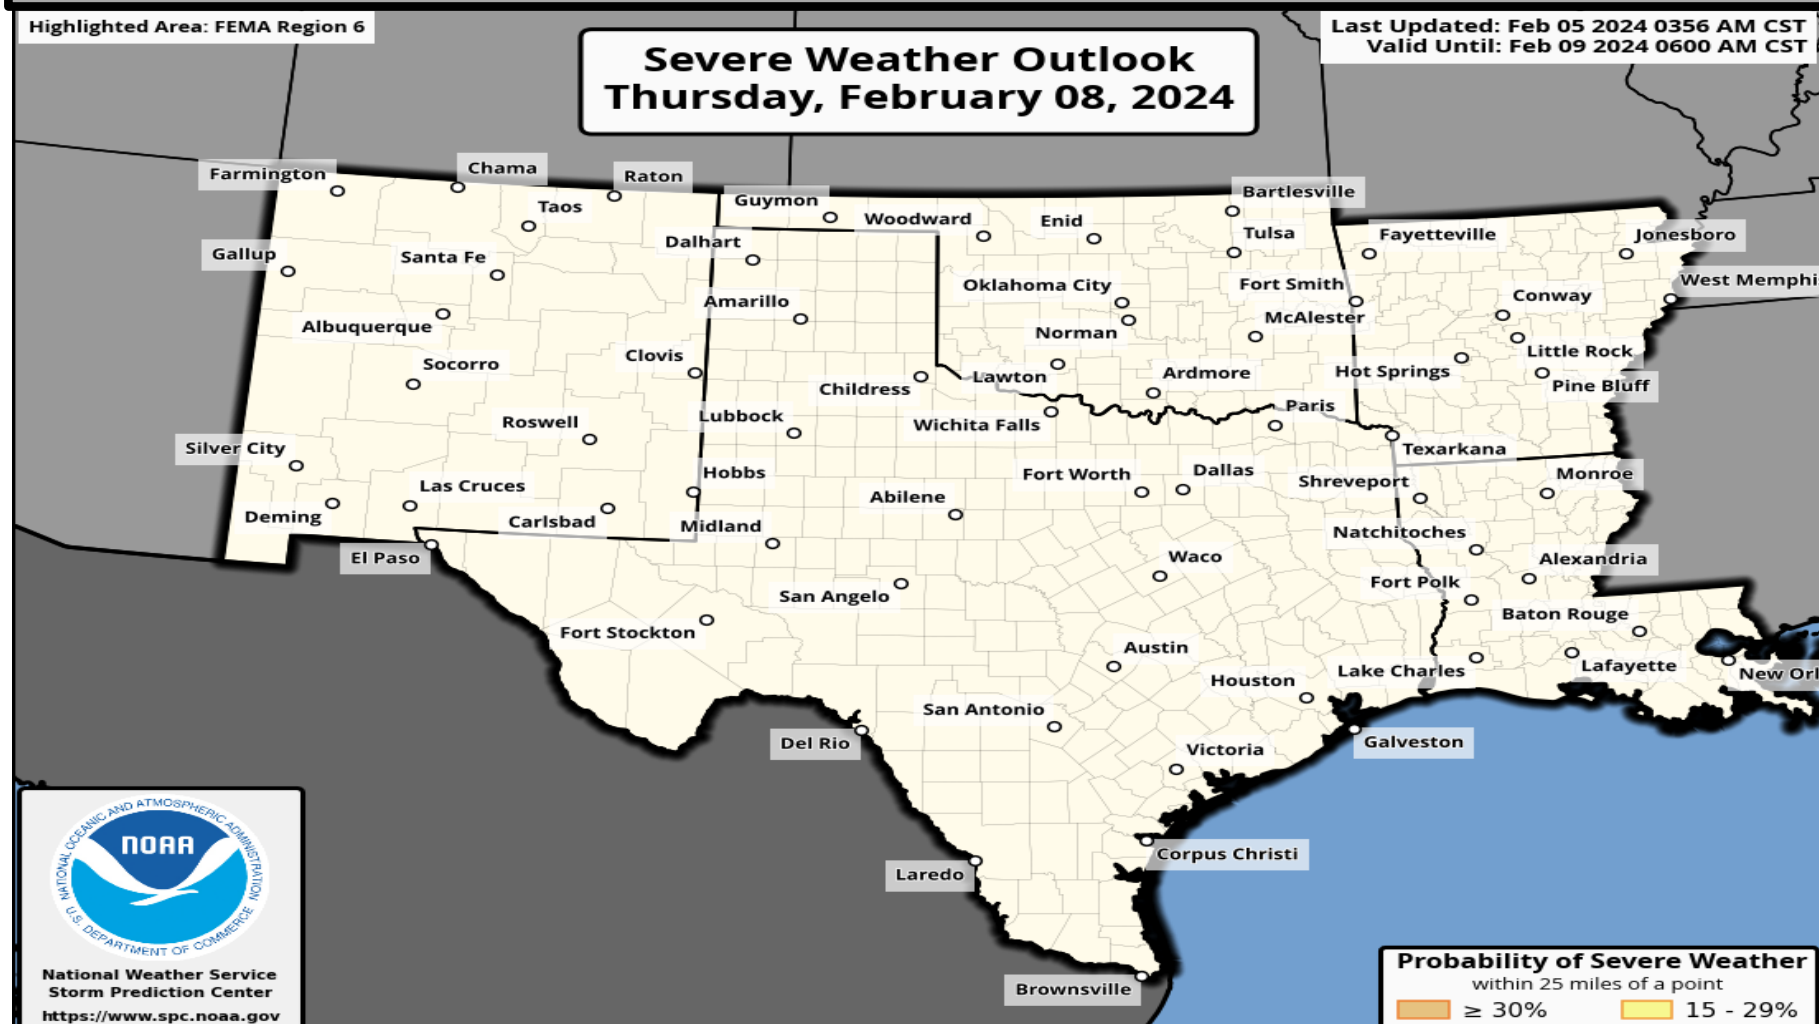 Highlighted Area: FEMA Region 6
Severe Weather Outlook
Thursday, February 08, 2024
Last Updated: Feb 05 2024 0356 AM CST
Valid Until: Feb 09 2024 0600 AM CST
Farmington
Chama
Raton
Taos
Guymon
Woodward
Enid
Bartlesville
Gallup
Santa Fe
Dalhart
Tulsa
Fayetteville
Jonesboro
Albuquerque
Amarillo
Oklahoma City
Fort Smith
Conway
West Memphi
Norman
McAlester
Socorro
Clovis
Childress
Lawton
Ardmore
Hot Springs
Little Rock
Pine Bluff
Roswell
Lubbock
Wichita Falls
Paris
Texarkana
Silver City
Las Cruces
Hobbs
Abilene
Fort Worth
Dallas
Shreveport
Monroe
Deming
Carlsbad
Midland
Natchitoches
El Paso
Waco
Alexandria
San Angelo
Fort Polk
Fort Stockton
Baton Rouge
Austin
Houston
Lake Charles
Lafayette
New Orl
San Antonio
Del Rio
Victoria
Galveston
Laredo
Corpus Christi
Brownsville
NATIONAL OCEANIC AND ATMOSPHERIC ADMINISTRATION
NOAA
U.S. DEPARTMENT OF COMMERCE
National Weather Service
Storm Prediction Center
https://www.spc.noaa.gov
Probability of Severe Weather
within 25 miles of a point
≥ 30%
15 - 29%